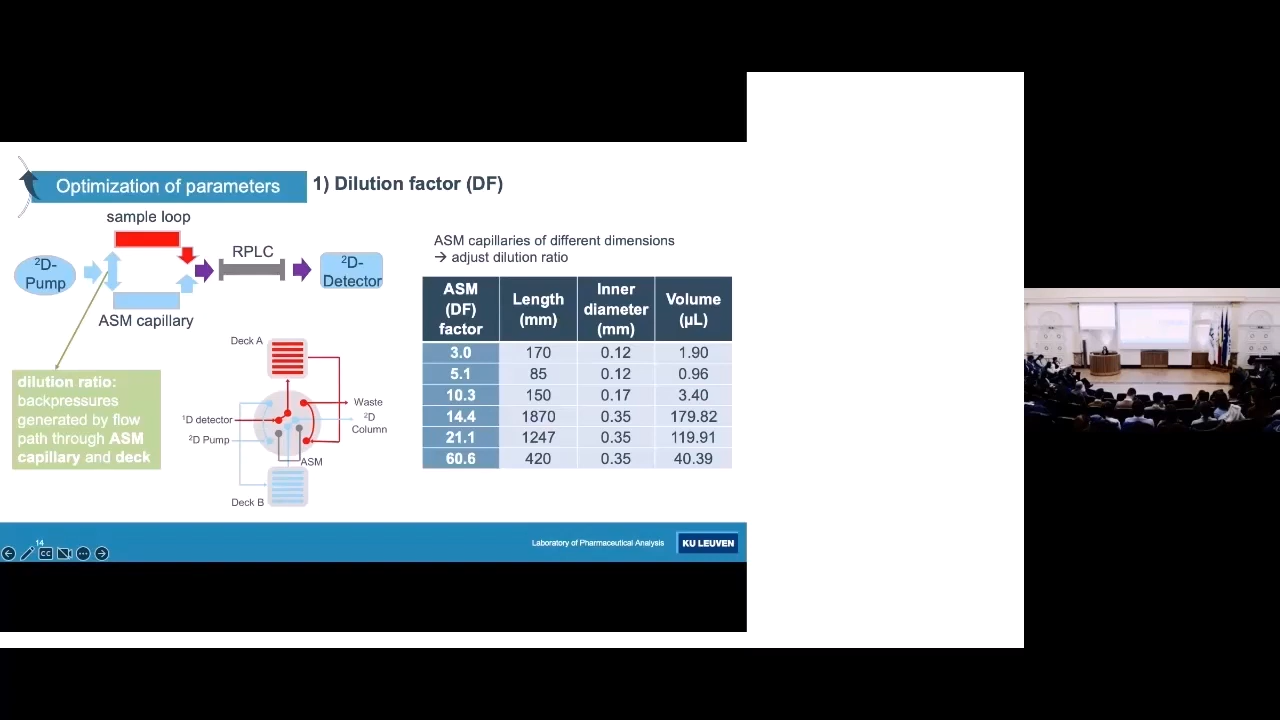 Optimization of parameters
1) Dilution factor (DF)
sample loop
²D-
Pump
RPLC
²D-
Detector
ASM capillary
dilution ratio:
backpressures
generated by flow
path through ASM
capillary and deck
Deck A
¹D detector
²D Pump
Waste
²D
Column
ASM
Deck B
ASM capillaries of different dimensions
→ adjust dilution ratio
ASM (DF) factor Length (mm) Inner diameter (mm) Volume (µL)
3.0 170 0.12 1.90
5.1 85 0.12 0.96
10.3 150 0.17 3.40
14.4 1870 0.35 179.82
21.1 1247 0.35 119.91
60.6 420 0.35 40.39
14
CC
Laboratory of Pharmaceutical Analysis
KU LEUVEN